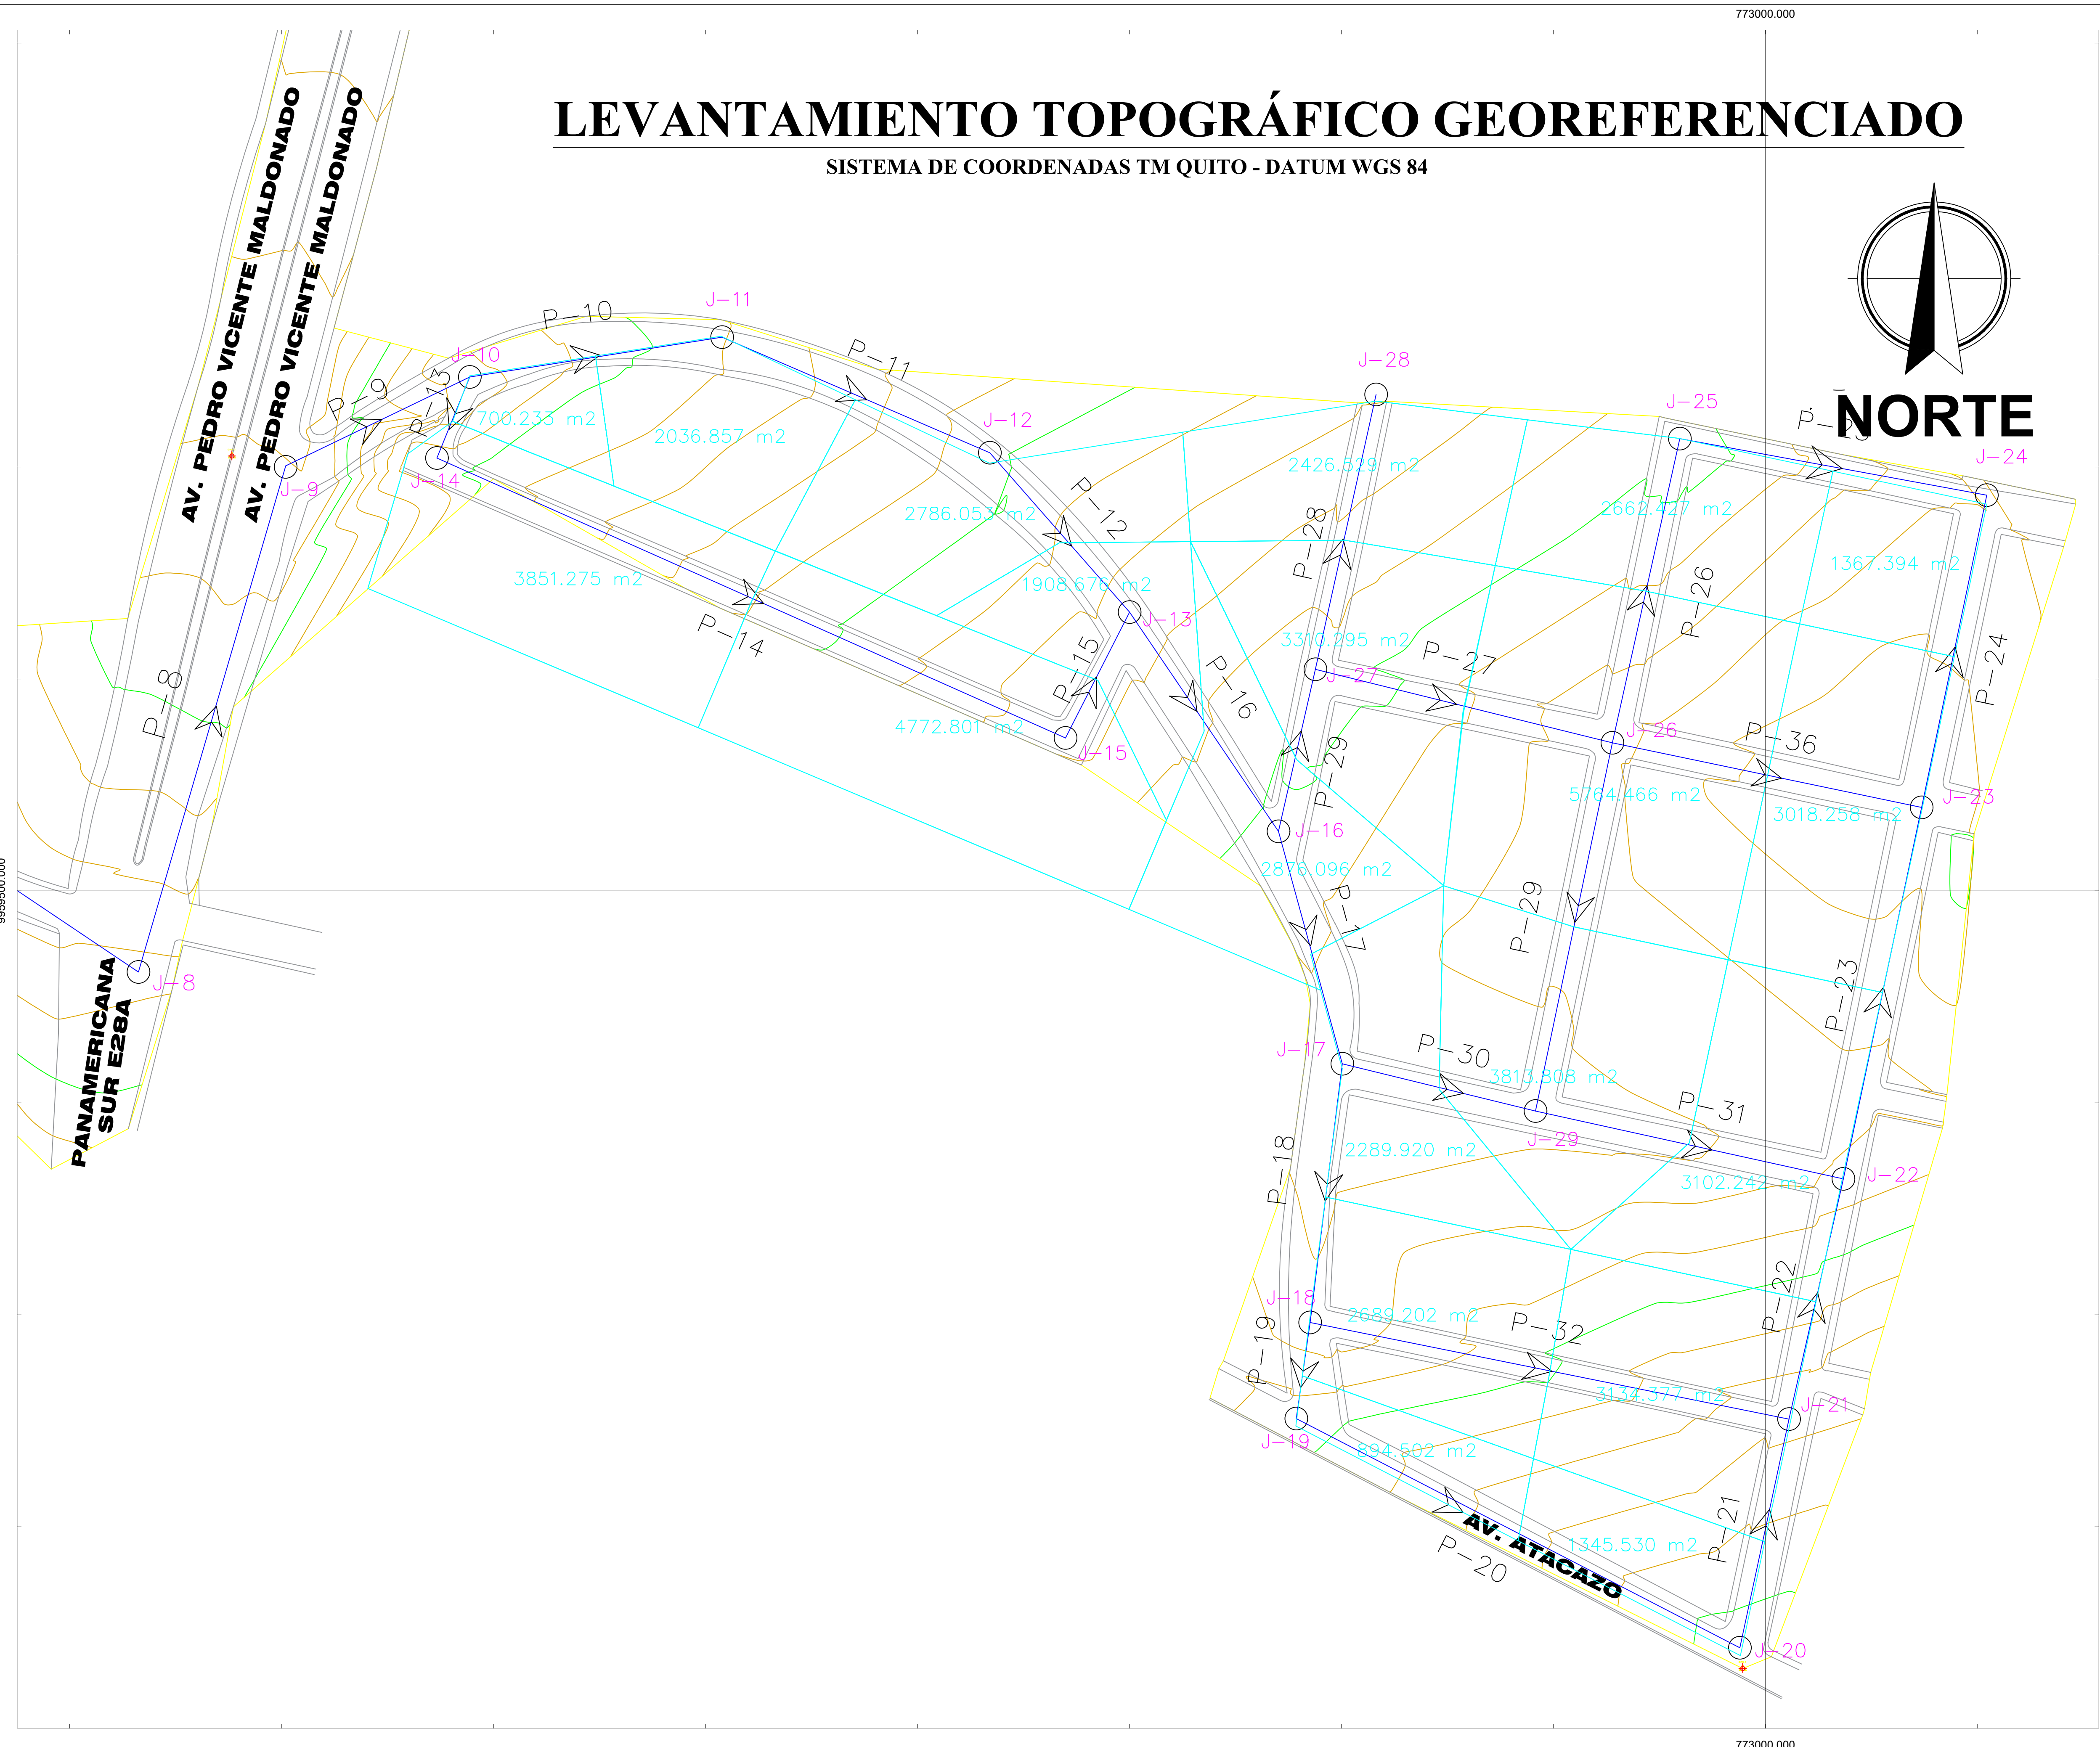 773000.000
LEVANTAMIENTO TOPOGRÁFICO GEOREFERENCIADO
SISTEMA DE COORDENADAS TM QUITO - DATUM WGS 84
NORTE
AV. PEDRO VICENTE MALDONADO
AV. PEDRO VICENTE MALDONADO
J-11
P-10
J-10
P-11
P-9
P-13
700.233 m2
2036.857 m2
J-12
J-28
J-25
P-25
J-24
J-14
J-9
2426.529 m2
2786.053 m2
P-12
2662.427 m2
P-28
1367.394 m2
3851.275 m2
1908.676 m2
J-13
P-26
P-14
P-15
3310.295 m2
J-27
P-27
P-24
P-16
P-8
4772.801 m2
J-15
J-26
P-36
P-29
5764.466 m2
J-23
3018.258 m2
J-16
2876.096 m2
9959500.000
P-17
P-29
J-8
PANAMERICANA
SUR E28A
P-23
J-17
P-30
3813.808 m2
P-31
J-29
P-18
2289.920 m2
3102.242 m2
J-22
J-18
2689.202 m2
P-22
P-19
P-32
3134.377 m2
J-21
J-19
894.502 m2
P-21
AV. ATACAZO
1345.530 m2
P-20
J-20
773000.000